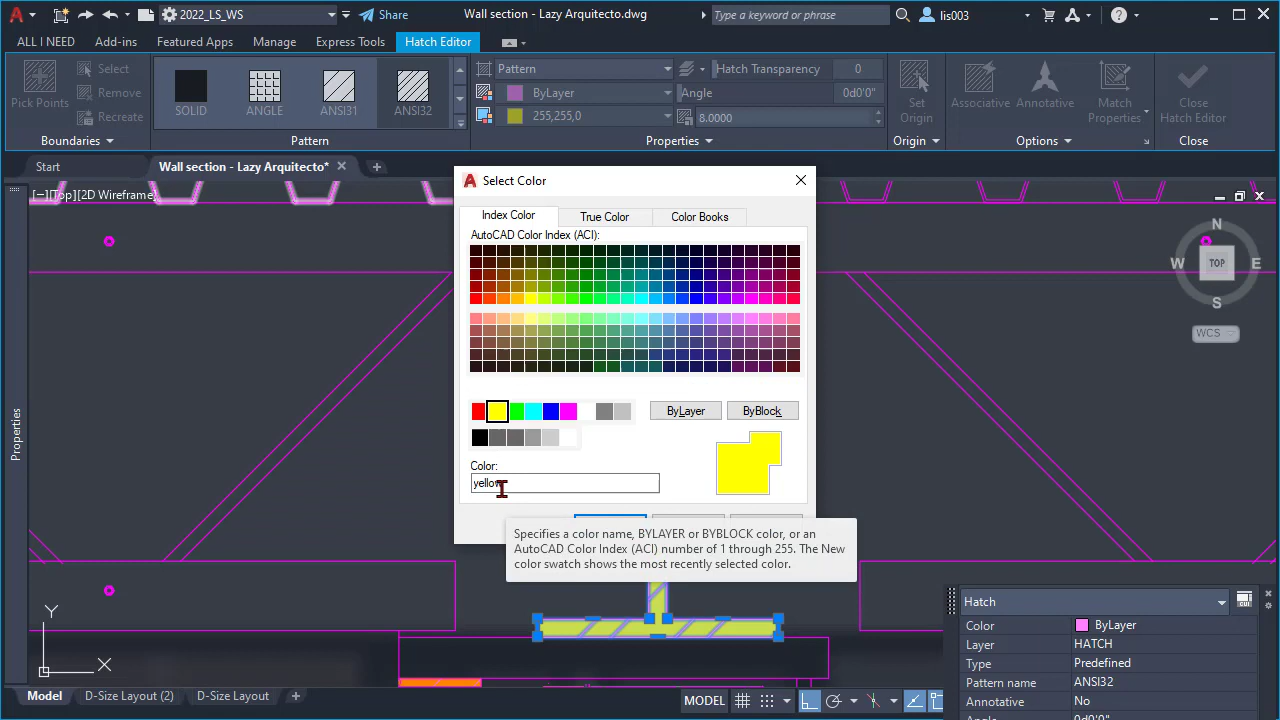 2022_LS_WS
Share
Wall section - Lazy Arquitecto.dwg
Type a keyword or phrase
lis003
ALL I NEED
Add-ins
Featured Apps
Manage
Express Tools
Hatch Editor
Pick Points
Select
Remove
Recreate
SOLID
ANGLE
ANSI31
ANSI32
Pattern
ByLayer
255,255,0
Hatch Transparency
0
Angle
0d0'0"
8.0000
Set
Origin
Associative
Annotative
Match
Properties
Close
Hatch Editor
Boundaries
Pattern
Properties
Origin
Options
Close
Start
Wall section - Lazy Arquitecto*
[−][Top][2D Wireframe]
N
W
TOP
E
S
WCS
Properties
Select Color
Index Color
True Color
Color Books
AutoCAD Color Index (ACI):
ByLayer
ByBlock
Color:
yellow
Specifies a color name, BYLAYER or BYBLOCK color, or an
AutoCAD Color Index (ACI) number of 1 through 255. The New
color swatch shows the most recently selected color.
Y
X
Hatch
Color
ByLayer
Layer
HATCH
Type
Predefined
Pattern name
ANSI32
Annotative
No
Angle
0d0'0"
Model
D-Size Layout (2)
D-Size Layout
MODEL